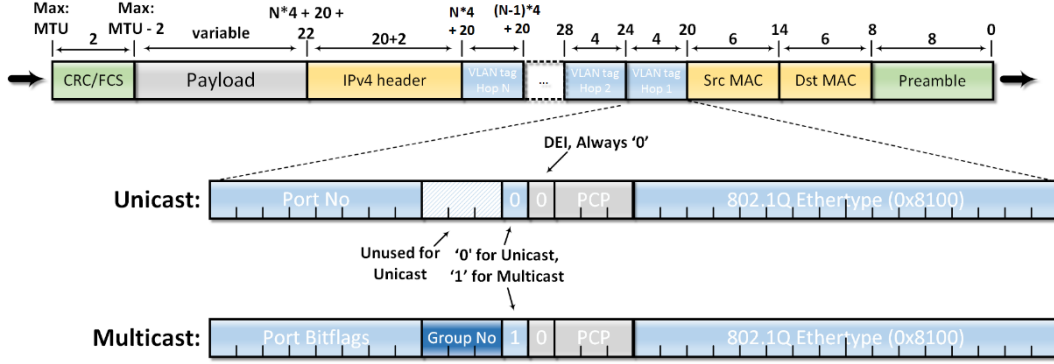 Max: MTU
Max: MTU - 2
N*4 + 20 + 22
N*4 + 20
(N-1)*4 + 20
28
24
20
14
8
0
2
variable
20+2
4
4
6
6
8
CRC/FCS
Payload
IPv4 header
VLAN tag Hop N
...
VLAN tag Hop 2
VLAN tag Hop 1
Src MAC
Dst MAC
Preamble
DEI, Always ‘0’
Unicast:
Port No
0
0
PCP
802.1Q Ethertype (0x8100)
Unused for Unicast
‘0' for Unicast,
‘1’ for Multicast
Multicast:
Port Bitflags
Group No
1
0
PCP
802.1Q Ethertype (0x8100)